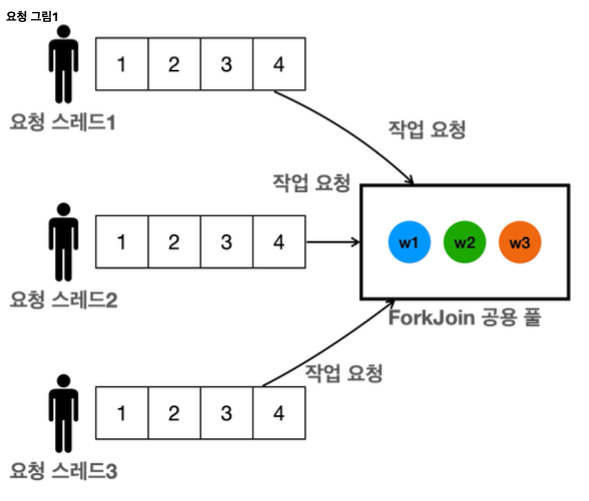 요청 그림1
1 2 3 4
요청 스레드1
작업 요청
작업 요청
1 2 3 4
w1 w2 w3
요청 스레드2
ForkJoin 공용 풀
작업 요청
1 2 3 4
요청 스레드3